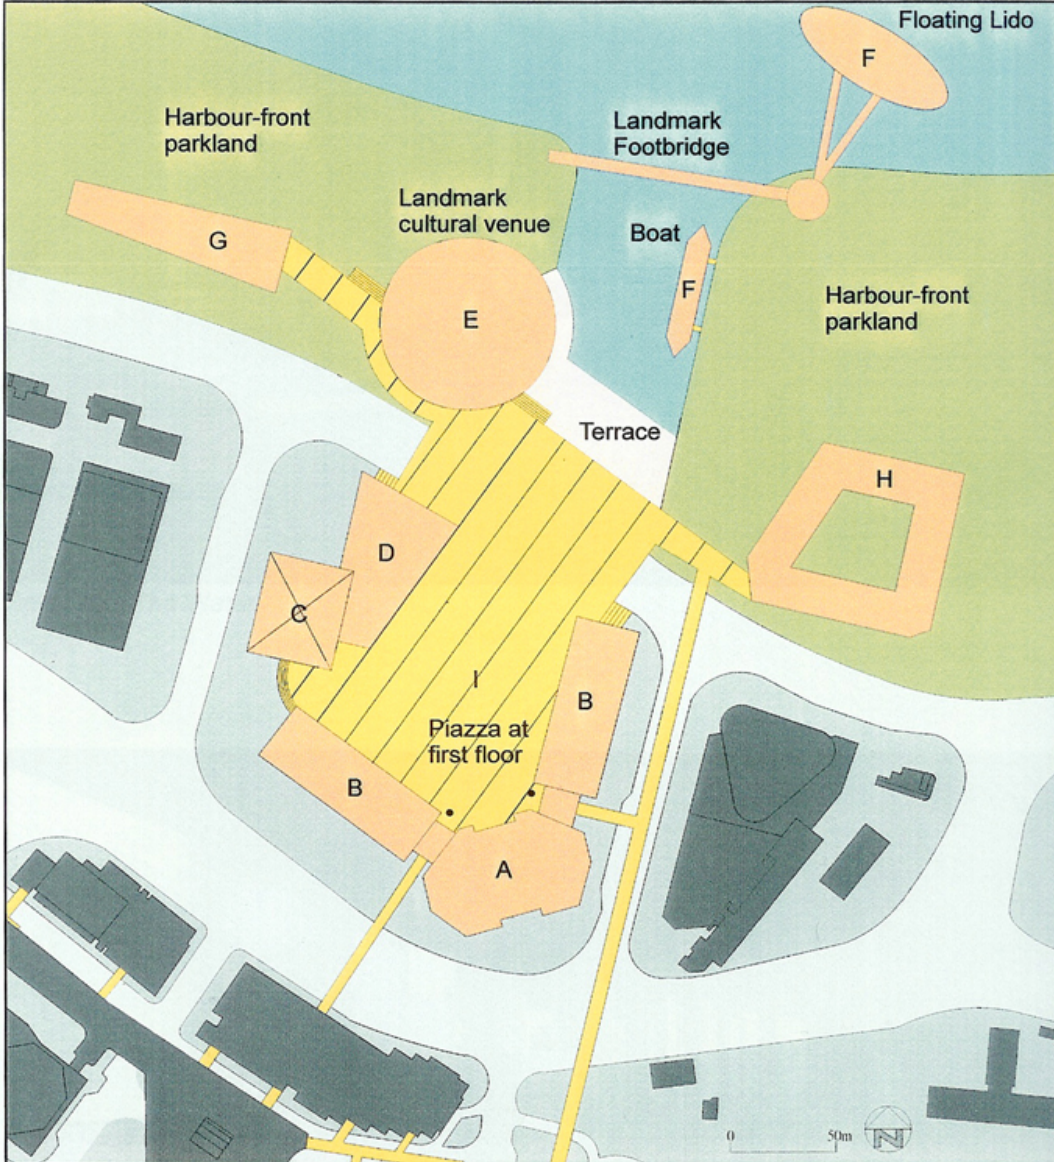 Floating Lido
F
Harbour-front
parkland
Landmark
Footbridge
Landmark
cultural venue
G
Boat
E
F
Harbour-front
parkland
Terrace
H
D
C
I
B
Piazza at
first floor
B
A
0 50m
N